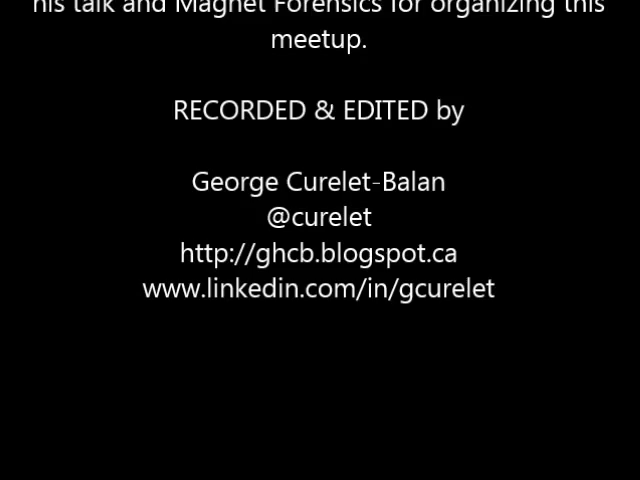 his talk and Magnet Forensics for organizing this
meetup.
RECORDED & EDITED by
George Curelet-Balan
@curelet
http://ghcb.blogspot.ca
www.linkedin.com/in/gcurelet